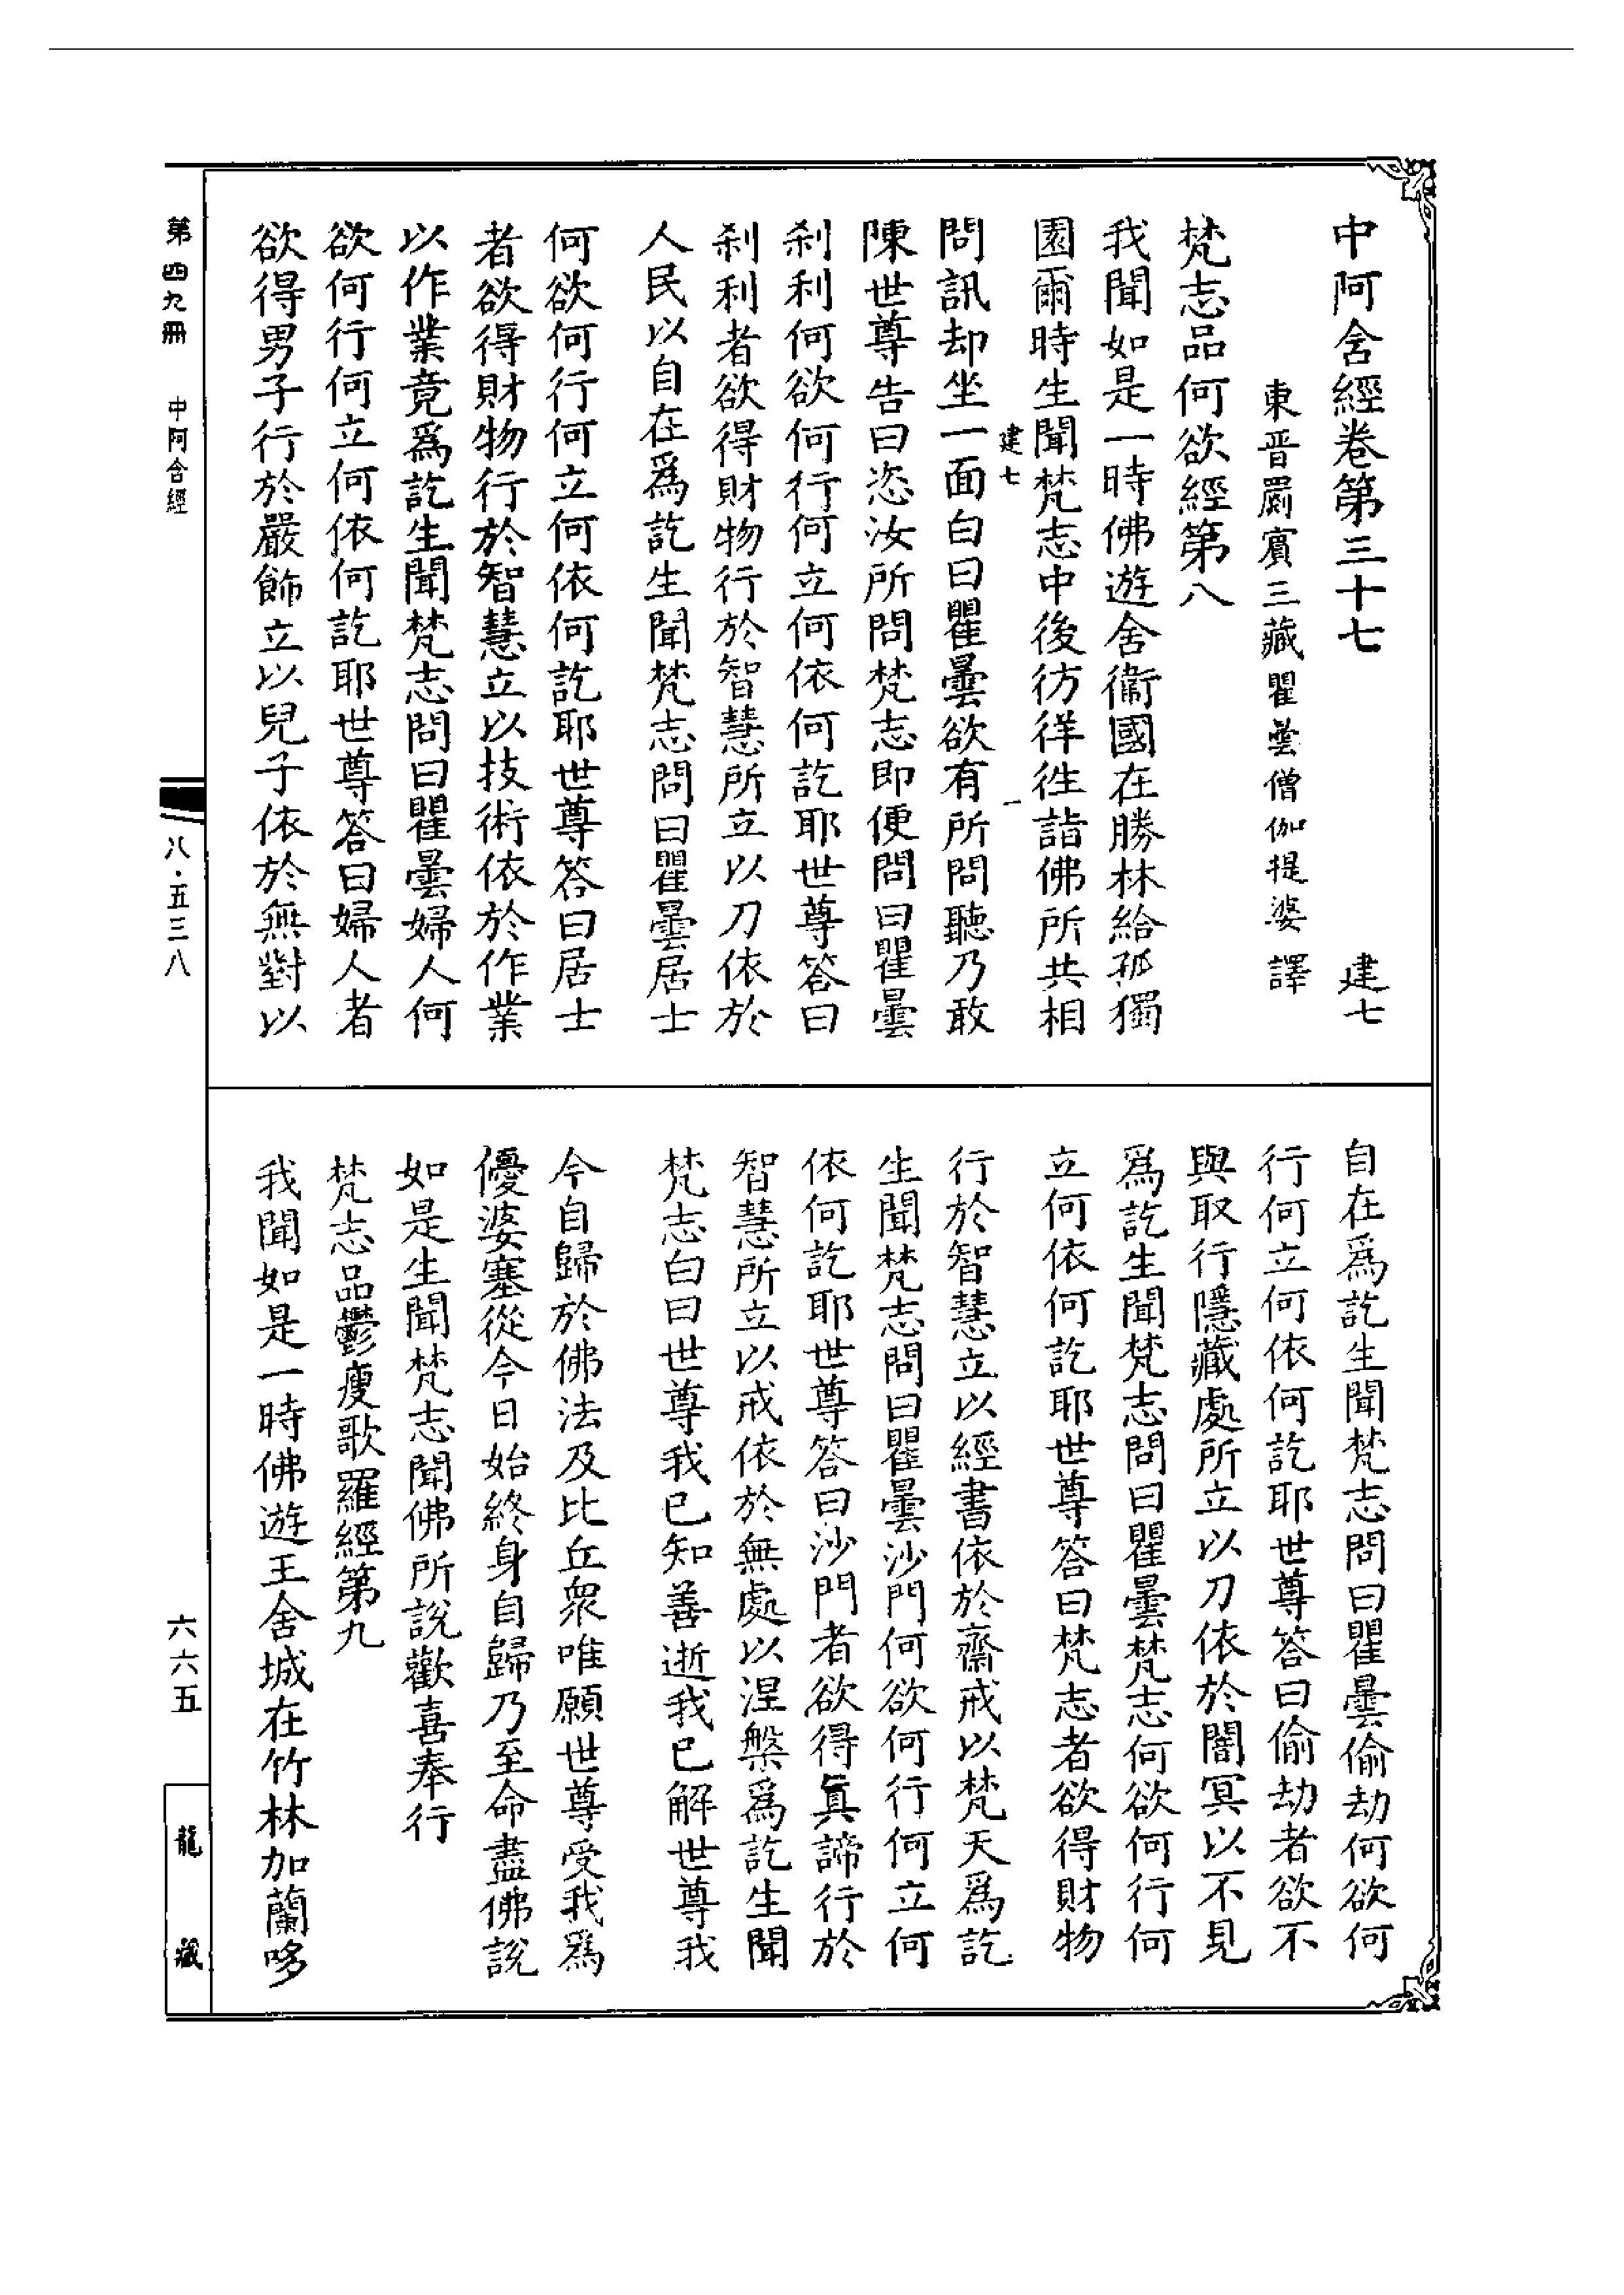 中阿含經卷第三十七　建七
東晉罽賓三藏瞿曇僧伽提婆譯
梵志品何欲經第八
我聞如是一時佛遊舍衞國在勝林給孤獨
園爾時生聞梵志中後彷徉徃詣佛所共相
建七　一
問訊却坐一面白曰瞿曇欲有所問聽乃敢
陳世尊告曰恣汝所問梵志即便問曰瞿曇
刹利何欲何行何立何依何訖耶世尊答曰
刹利者欲得財物行於智慧所立以刀依於
人民以自在爲訖生聞梵志問曰瞿曇居士
何欲何行何立何依何訖耶世尊答曰居士
者欲得財物行於智慧立以技術依於作業
以作業竟爲訖生聞梵志問曰瞿曇婦人何
欲何行何立何依何訖耶世尊答曰婦人者
欲得男子行於嚴飾立以兒子依於無對以
自在爲訖生聞梵志問曰瞿曇偷劫何欲何
行何立何依何訖耶世尊答曰偷劫者欲不
與取行隱藏處所立以刀依於闇冥以不見
爲訖生聞梵志問曰瞿曇梵志何欲何行何
立何依何訖耶世尊答曰梵志者欲得財物
行於智慧立以經書依於齋戒以梵天爲訖
生聞梵志問曰瞿曇沙門何欲何行何立何
依何訖耶世尊答曰沙門者欲得眞諦行於
智慧所立以戒依於無處以涅槃爲訖生聞
梵志白曰世尊我已知善逝我已解世尊我
今自歸於佛法及比丘衆唯願世尊受我爲
優婆塞從今日始終身自歸乃至命盡佛說
如是生聞梵志聞佛所說歡喜奉行
梵志品鬱瘦歌羅經第九
我聞如是一時佛遊王舍城在竹林加蘭哆
第四九冊　中阿含經
八·五三八
六六五
龍藏